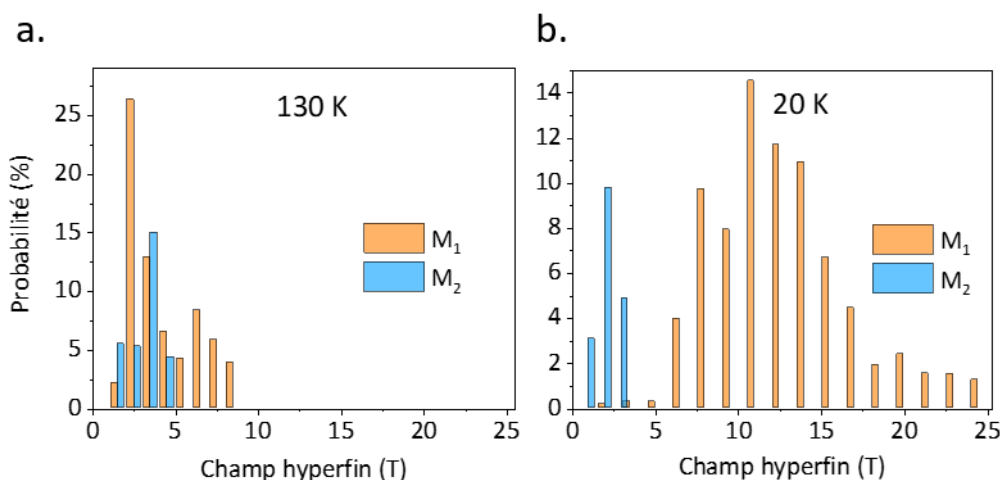 a.
130 K
Probabilité (%)
25
20
15
10
5
0
M₁
M₂
0 5 10 15 20 25
Champ hyperfin (T)
b.
20 K
14
12
10
8
6
4
2
0
M₁
M₂
0 5 10 15 20 25
Champ hyperfin (T)